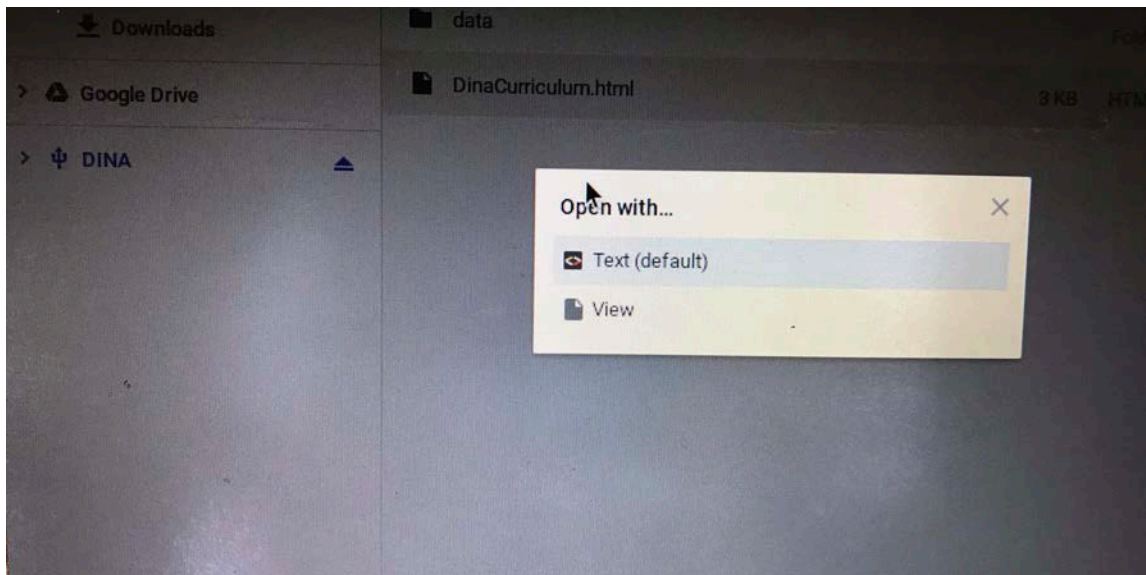 Downloads
data
Google Drive
DinaCurriculum.html
3 KB
DINA
Open with...
Text (default)
View